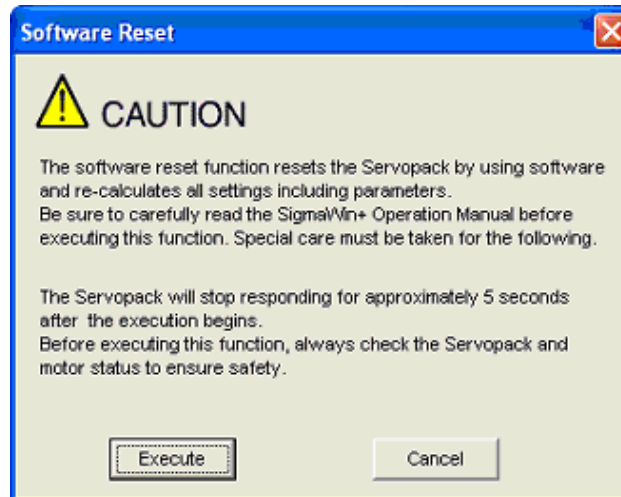 Software Reset
CAUTION
The software reset function resets the Servopack by using software
and re-calculates all settings including parameters.
Be sure to carefully read the SigmaWin+ Operation Manual before
executing this function. Special care must be taken for the following.
The Servopack will stop responding for approximately 5 seconds
after the execution begins.
Before executing this function, always check the Servopack and
motor status to ensure safety.
Execute
Cancel